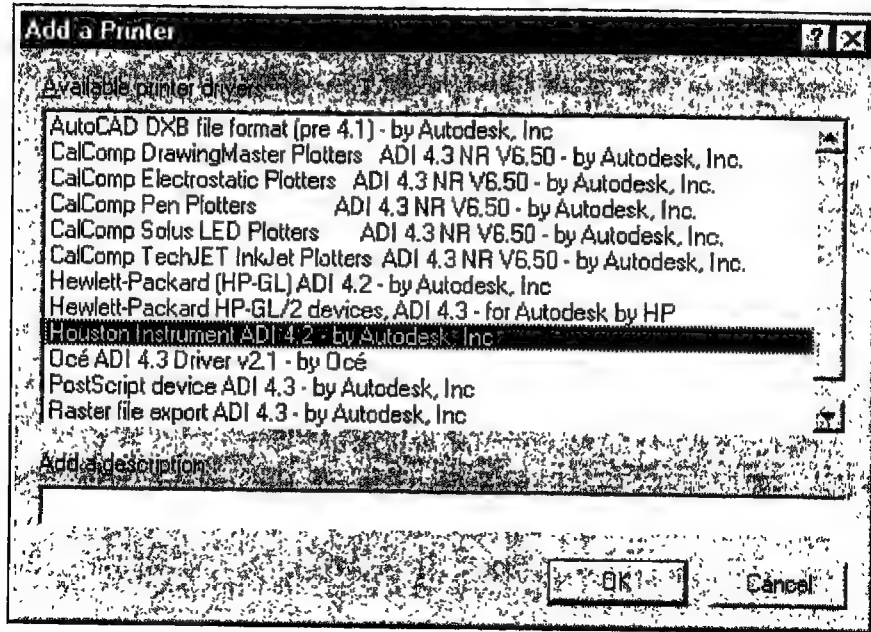 Add a Printer
Available printer drivers:
AutoCAD DXB file format (pre 4.1) - by Autodesk, Inc
CalComp DrawingMaster Plotters ADI 4.3 NR V6.50 - by Autodesk, Inc.
CalComp Electrostatic Plotters ADI 4.3 NR V6.50 - by Autodesk, Inc.
CalComp Pen Plotters ADI 4.3 NR V6.50 - by Autodesk, Inc.
CalComp Solus LED Plotters ADI 4.3 NR V6.50 - by Autodesk, Inc.
CalComp TechJET InkJet Plotters ADI 4.3 NR V6.50 - by Autodesk, Inc.
Hewlett-Packard (HP-GL) ADI 4.2 - by Autodesk, Inc
Hewlett-Packard HP-GL/2 devices, ADI 4.3 - for Autodesk by HP
Houston Instrument ADI 4.2 - by Autodesk, Inc
Océ ADI 4.3 Driver v2.1 - by Océ
PostScript device ADI 4.3 - by Autodesk, Inc
Raster file export ADI 4.3 - by Autodesk, Inc
Add a description:
OK Cancel